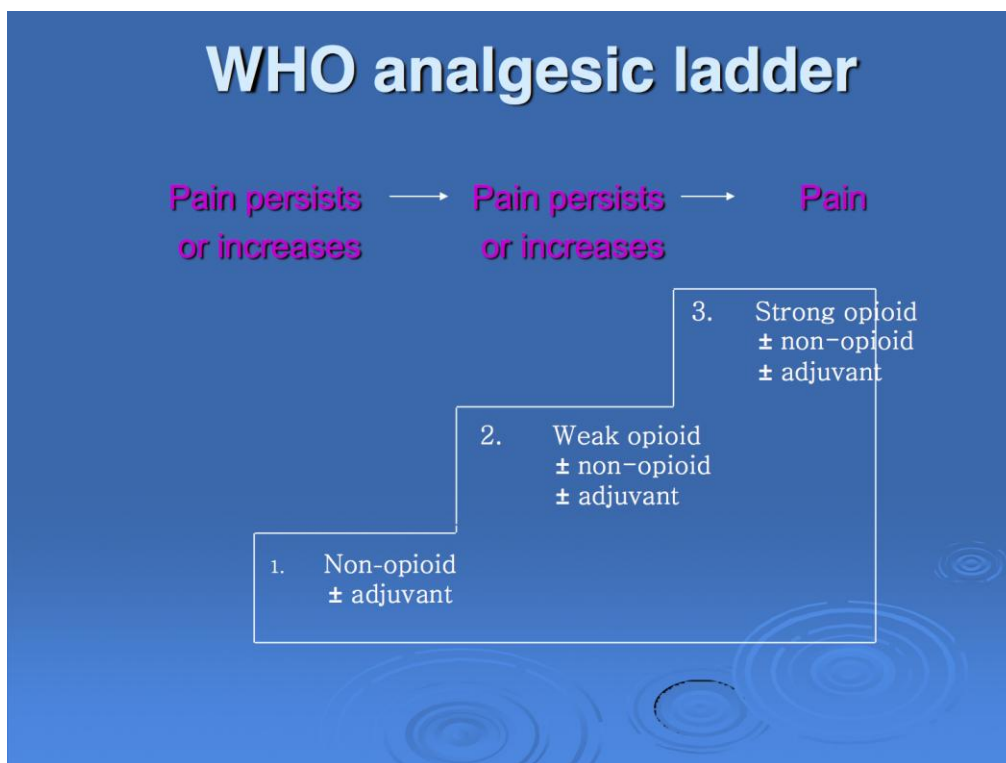 WHO analgesic ladder
Pain persists → Pain persists → Pain
or increases or increases
3. Strong opioid
± non-opioid
± adjuvant
2. Weak opioid
± non-opioid
± adjuvant
1. Non-opioid
± adjuvant